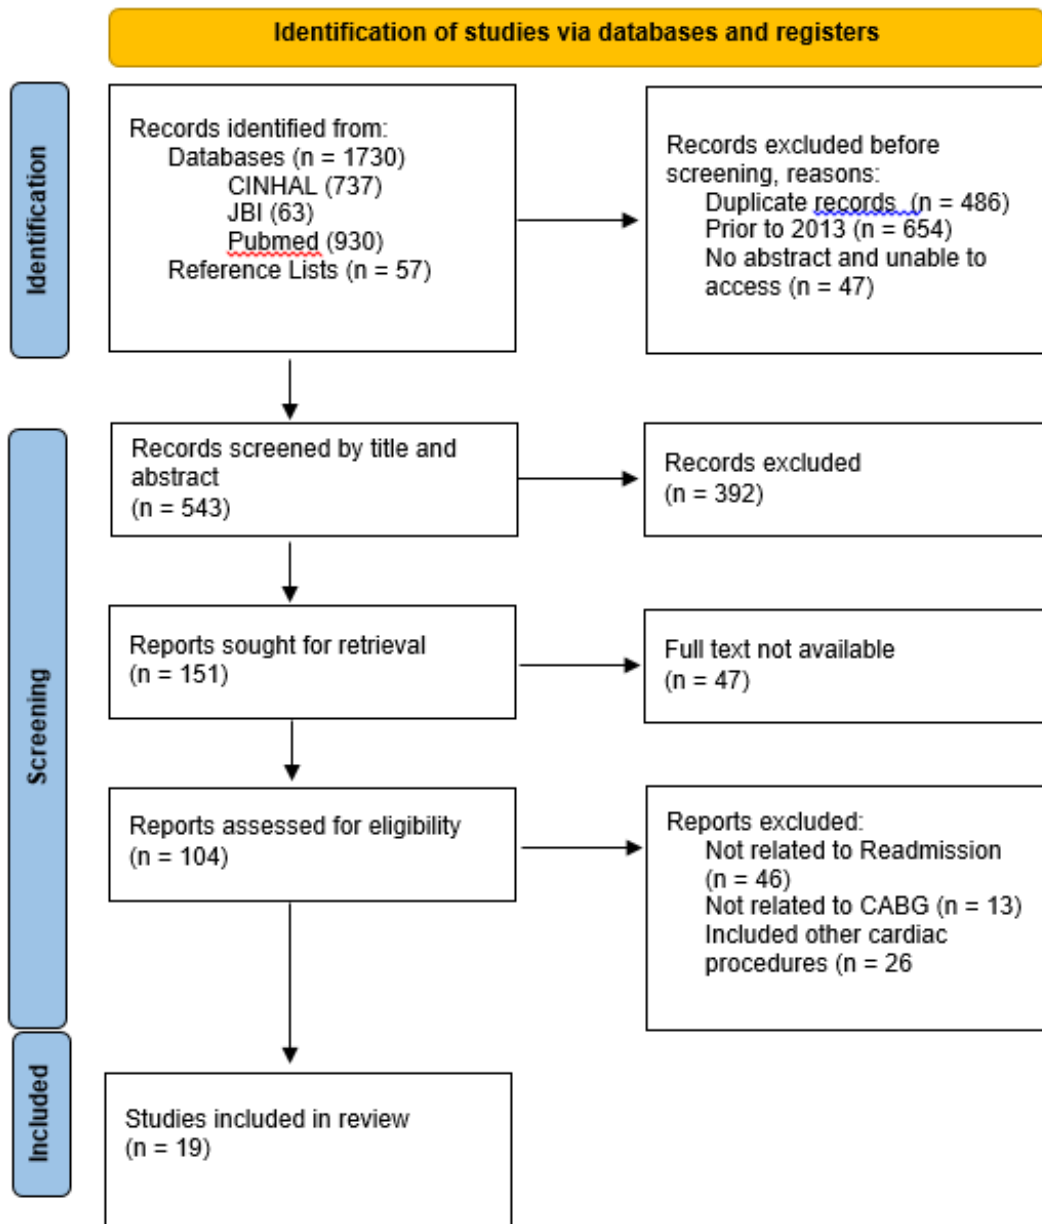 Identification of studies via databases and registers
Identification
Records identified from:
Databases (n = 1730)
CINHAL (737)
JBI (63)
Pubmed (930)
Reference Lists (n = 57)
Records excluded before
screening, reasons:
Duplicate records (n = 486)
Prior to 2013 (n = 654)
No abstract and unable to
access (n = 47)
Screening
Records screened by title and
abstract
(n = 543)
Records excluded
(n = 392)
Reports sought for retrieval
(n = 151)
Full text not available
(n = 47)
Reports assessed for eligibility
(n = 104)
Reports excluded:
Not related to Readmission
(n = 46)
Not related to CABG (n = 13)
Included other cardiac
procedures (n = 26
Included
Studies included in review
(n = 19)